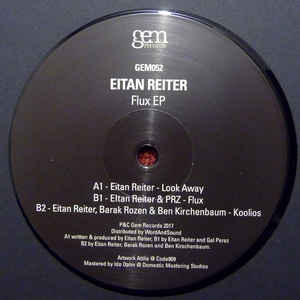 gem
records
GEM052
EITAN REITER
Flux EP
A1 - Eitan Reiter - Look Away
B1 - Eitan Reiter & PRZ - Flux
B2 - Eitan Reiter, Barak Rozen & Ben Kirchenbaum - Koolios
P&C Gem Records 2017
Distributed by WordAndSound
A1 written & produced by Eitan Reiter, B1 by Eitan Reiter and Gal Perez
B2 by Eitan Reiter, Barak Rozen and Ben Kirschenbaum.
Artwork Attila @ Code909
Mastered by Ido Ophir @ Domestic Mastering Studios